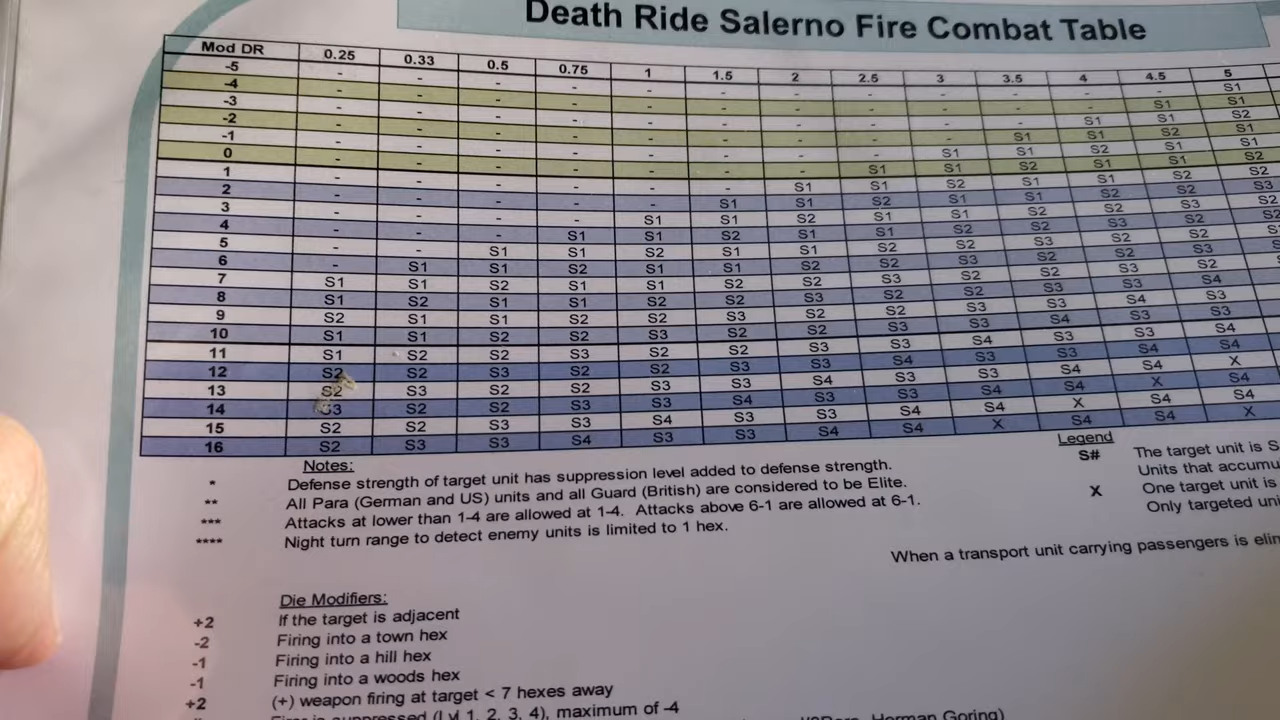 Death Ride Salerno Fire Combat Table
Mod DR 0.25 0.33 0.5 0.75 1 1.5 2 2.5 3 3.5 4 4.5 5
-5 - - - - - - - - - - - - S1
-4 - - - - - - - - - - - S1 S1
-3 - - - - - - - - - - S1 S1 S2
-2 - - - - - - - - - S1 S1 S2 S1
-1 - - - - - - - - S1 S1 S2 S1 S1
0 - - - - - - - S1 S1 S2 S1 S1 S2
1 - - - - - - S1 S1 S2 S1 S1 S2 S2
2 - - - - - S1 S1 S2 S1 S1 S2 S2 S3
3 - - - - S1 S1 S2 S1 S1 S2 S2 S3 S2
4 - - - S1 S1 S2 S1 S1 S2 S2 S3 S2 S2
5 - - S1 S1 S2 S1 S1 S2 S2 S3 S2 S2
6 - S1 S1 S2 S1 S1 S2 S2 S3 S2 S2 S3
7 S1 S1 S2 S1 S1 S2 S2 S3 S2 S2 S3 S2
8 S1 S2 S1 S1 S2 S2 S3 S2 S2 S3 S3 S4
9 S2 S1 S1 S2 S2 S3 S2 S2 S3 S3 S4 S3
10 S1 S1 S2 S2 S3 S2 S2 S3 S3 S4 S3 S3
11 S1 S2 S2 S3 S2 S2 S3 S3 S4 S3 S3 S4
12 S2 S2 S3 S2 S2 S3 S3 S4 S3 S3 S4 S4
13 S2 S3 S2 S2 S3 S3 S4 S3 S3 S4 S4 X
14 S3 S2 S2 S3 S3 S4 S3 S3 S4 S4 X S4
15 S2 S2 S3 S3 S4 S3 S3 S4 S4 X S4 S4
16 S2 S3 S3 S4 S3 S3 S4 S4 X S4 S4 X
Notes:
* Defense strength of target unit has suppression level added to defense strength.
** All Para (German and US) units and all Guard (British) are considered to be Elite.
*** Attacks at lower than 1-4 are allowed at 1-4. Attacks above 6-1 are allowed at 6-1.
**** Night turn range to detect enemy units is limited to 1 hex.
Legend
S# The target unit is S
Units that accumu
X One target unit is
Only targeted uni
When a transport unit carrying passengers is elin
Die Modifiers:
+2 If the target is adjacent
-2 Firing into a town hex
-1 Firing into a hill hex
-1 Firing into a woods hex
+2 (+) weapon firing at target < 7 hexes away
suppressed (Lvl 1, 2, 3, 4), maximum of -4
Herman Goring)